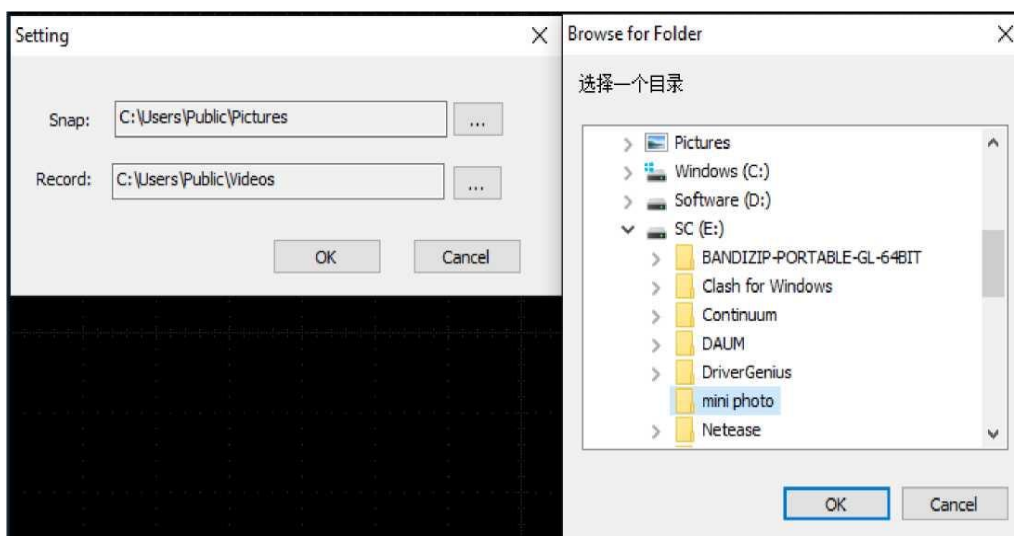 Setting
Snap: C:\Users\Public\Pictures ...
Record: C:\Users\Public\Videos ...
OK Cancel
Browse for Folder
选择一个目录
Pictures
Windows (C:)
Software (D:)
SC (E:)
BANDIZIP-PORTABLE-GL-64BIT
Clash for Windows
Continuum
DAUM
DriverGenius
mini photo
Netease
OK Cancel